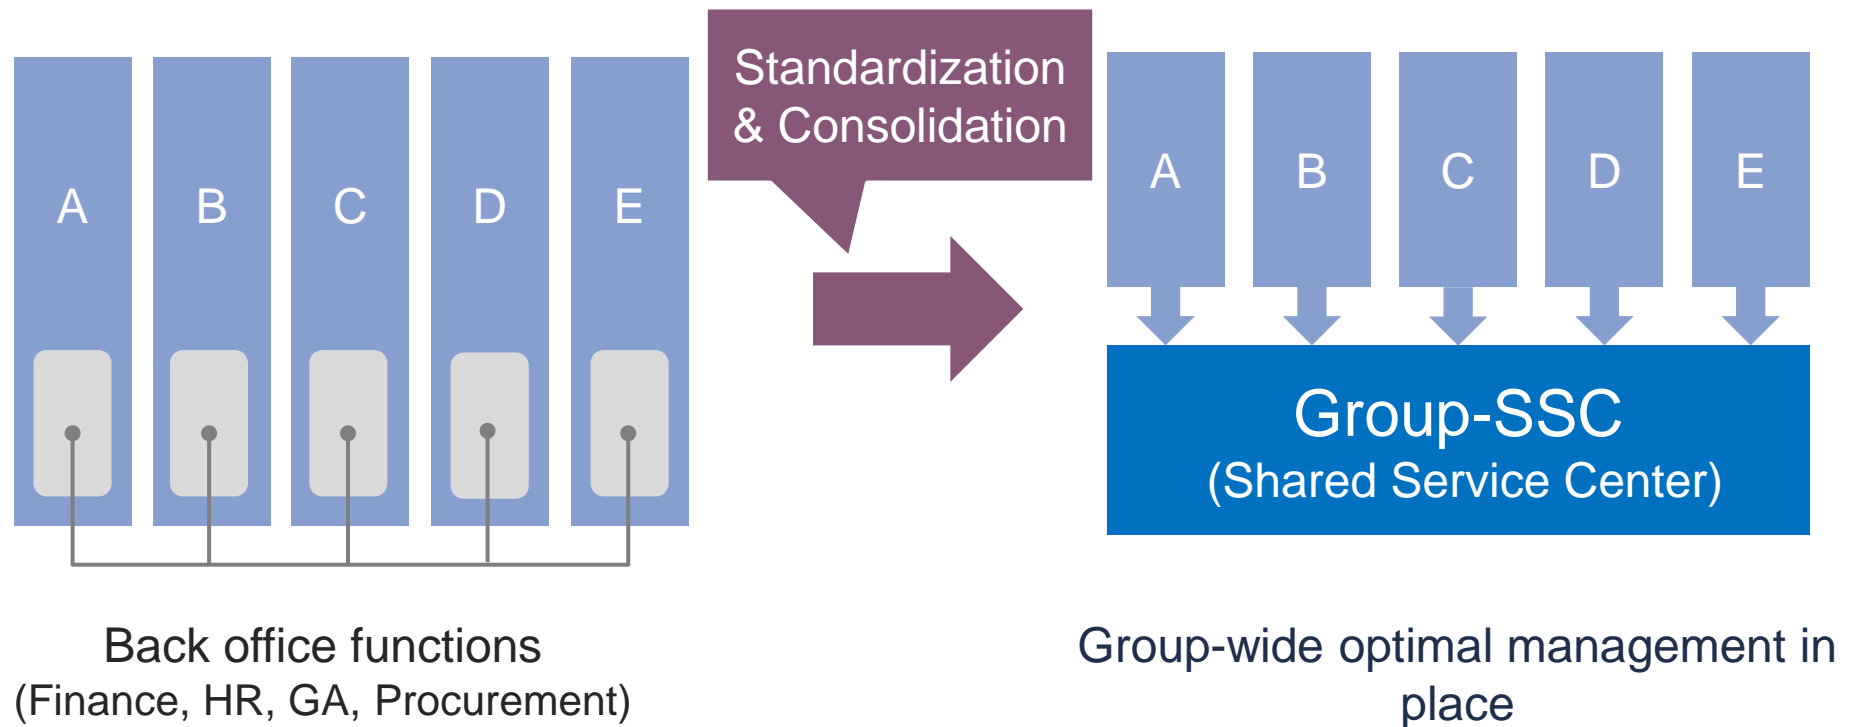 A
B
C
D
E
Back office functions
(Finance, HR, GA, Procurement)
Standardization
& Consolidation
A
B
C
D
E
Group-SSC
(Shared Service Center)
Group-wide optimal management in
place